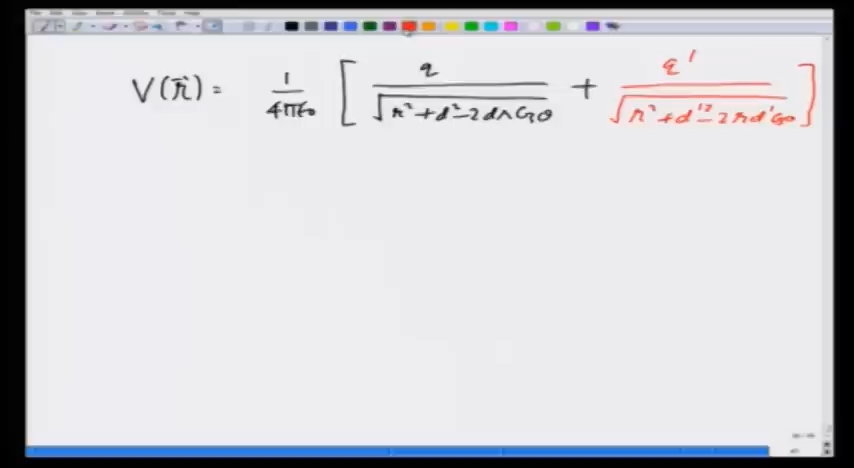 V(r⃗) = 1/4πϵ₀ [ q/√(r² + d² − 2dr Cosθ) + q'/√(r² + d'² − 2rd' Cosθ) ]